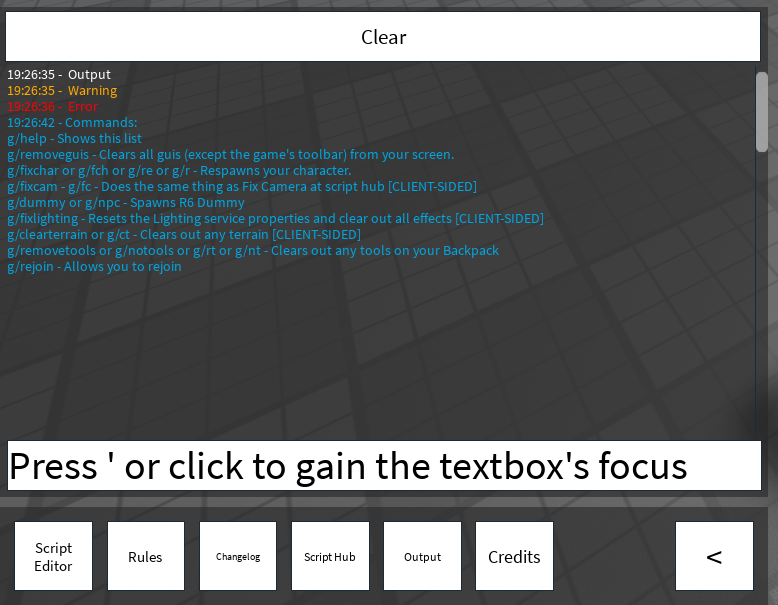 Clear
19:26:35 - Output
19:26:35 - Warning
19:26:36 - Error
19:26:42 - Commands:
g/help - Shows this list
g/removeguis - Clears all guis (except the game's toolbar) from your screen.
g/fixchar or g/fch or g/re or g/r - Respawns your character.
g/fixcam - g/fc - Does the same thing as Fix Camera at script hub [CLIENT-SIDED]
g/dummy or g/npc - Spawns R6 Dummy
g/fixlighting - Resets the Lighting service properties and clear out all effects [CLIENT-SIDED]
g/clearterrain or g/ct - Clears out any terrain [CLIENT-SIDED]
g/removetools or g/notools or g/rt or g/nt - Clears out any tools on your Backpack
g/rejoin - Allows you to rejoin
Press ' or click to gain the textbox's focus
Script
Editor
Rules
Changelog
Script Hub
Output
Credits
<